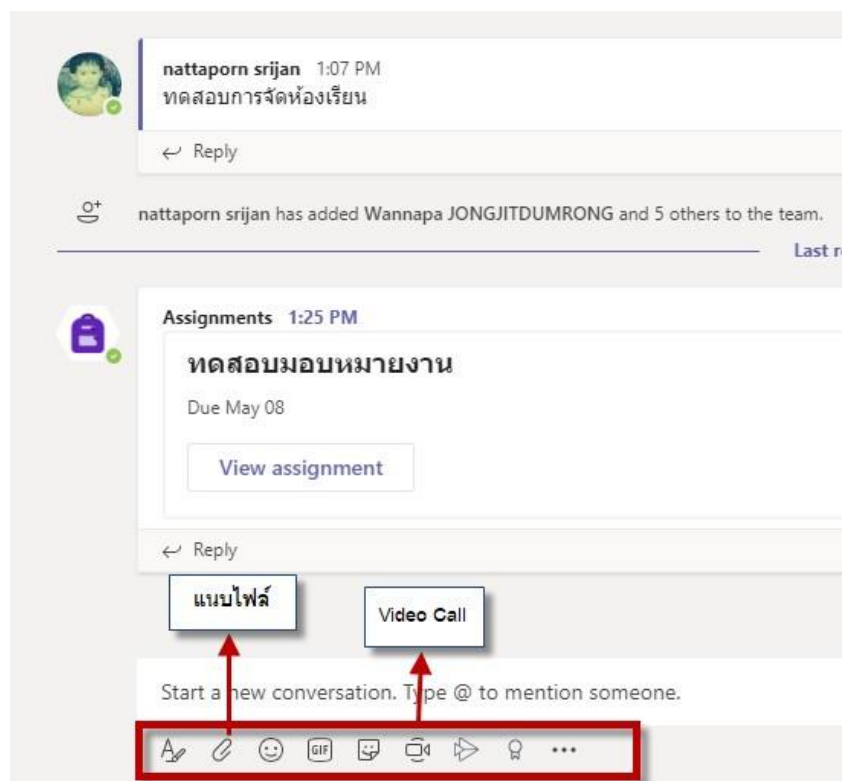 nattaporn srijan 1:07 PM
ทดสอบการจัดห้องเรียน
Reply
nattaporn srijan has added Wannapa JONGJITDUMRONG and 5 others to the team.
Last r
Assignments 1:25 PM
ทดสอบมอบหมายงาน
Due May 08
View assignment
Reply
แนบไฟล์
Video Call
Start a new conversation. Type @ to mention someone.
GIF